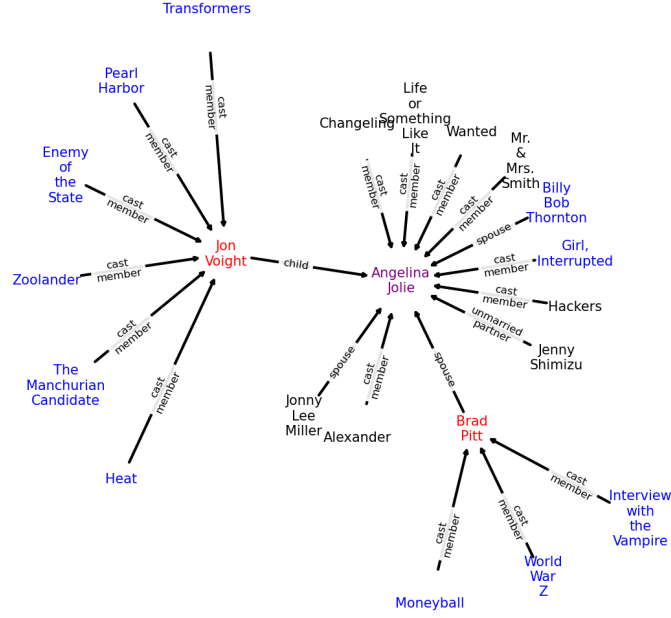 Transformers
cast
member
Pearl
Harbor
cast
member
Enemy
of
the
State
cast
member
Zoolander
cast
member
The
Manchurian
Candidate
cast
member
Heat
cast
member
Jon
Voight
child
Angelina
Jolie
Changeling
cast
member
Life
or
Something
Like
It
cast
member
Wanted
cast
member
Mr.
&
Mrs.
Smith
cast
member
Billy
Bob
Thornton
spouse
Girl,
Interrupted
cast
member
Hackers
cast
member
Jenny
Shimizu
unmarried
partner
Jonny
Lee
Miller
spouse
Alexander
cast
member
spouse
Brad
Pitt
cast
member
Interview
with
the
Vampire
cast
member
World
War
Z
cast
member
Moneyball